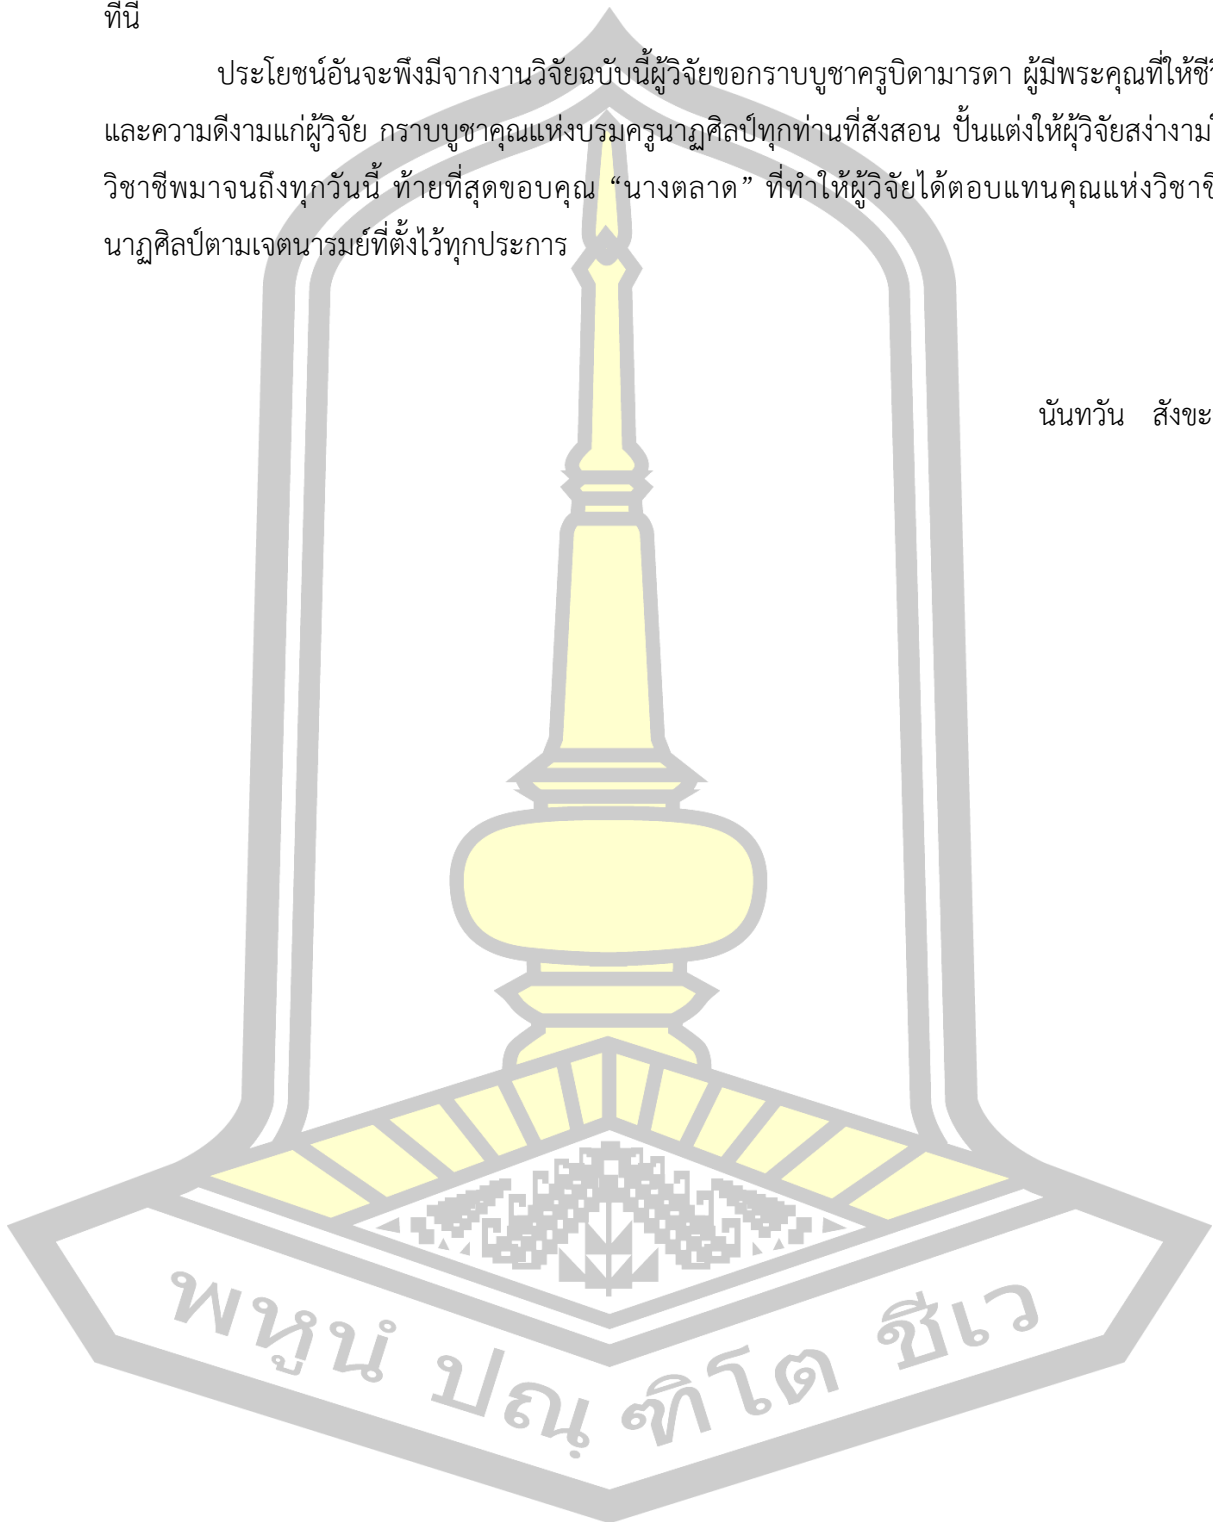 ที่นี้
ประโยชน์อันจะพึงมีจากงานวิจัยฉบับนี้ผู้วิจัยขอกราบบูชาครูบิดามารดา ผู้มีพระคุณที่ให้
และความดีงามแก่ผู้วิจัย กราบบูชาคุณแห่งบรมครูนาฏศิลป์ทุกท่านที่สั่งสอน ปั้นแต่งให้ผู้วิจัยสง่างาม
วิชาชีพมาจนถึงทุกวันนี้ ท้ายที่สุดขอบคุณ “นางตลาด” ที่ทำให้ผู้วิจัยได้ตอบแทนคุณแห่ง
นาฏศิลป์ตามเจตนารมย์ที่ตั้งไว้ทุกประการ
นันทวัน สังขะ
พหูนํ ปณฺฑิโต ชีเว